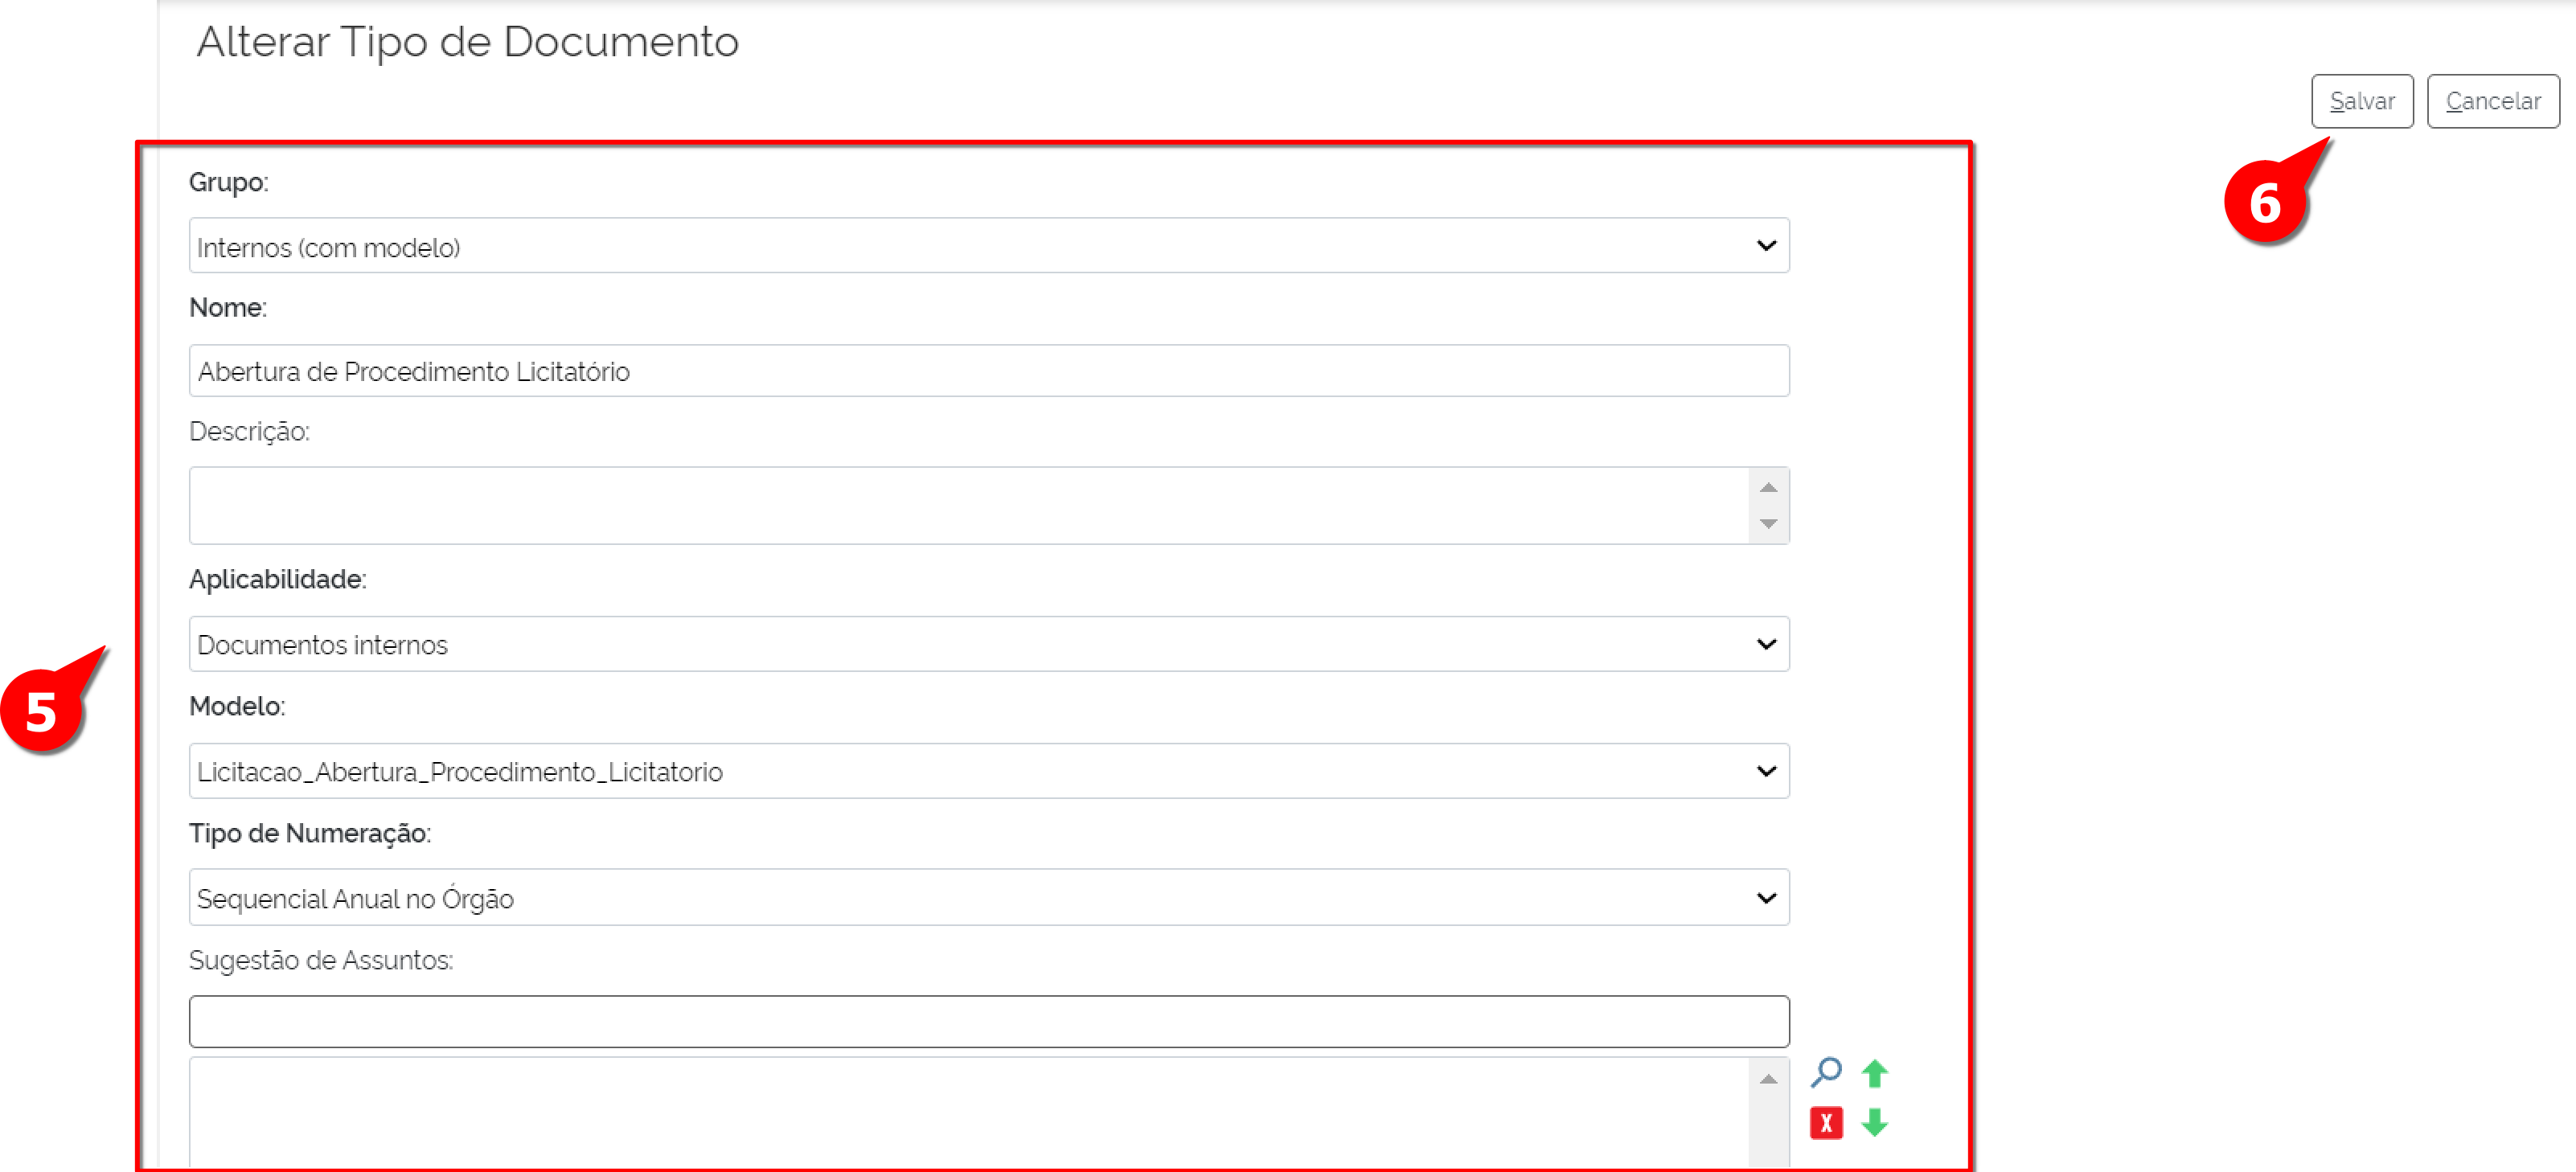 Alterar Tipo de Documento
Salvar Cancelar
6
Grupo:
Internos (com modelo)
Nome:
Abertura de Procedimento Licitatório
Descrição:
Aplicabilidade:
Documentos internos
5
Modelo:
Licitacao_Abertura_Procedimento_Licitatorio
Tipo de Numeração:
Sequencial Anual no Órgão
Sugestão de Assuntos:
X